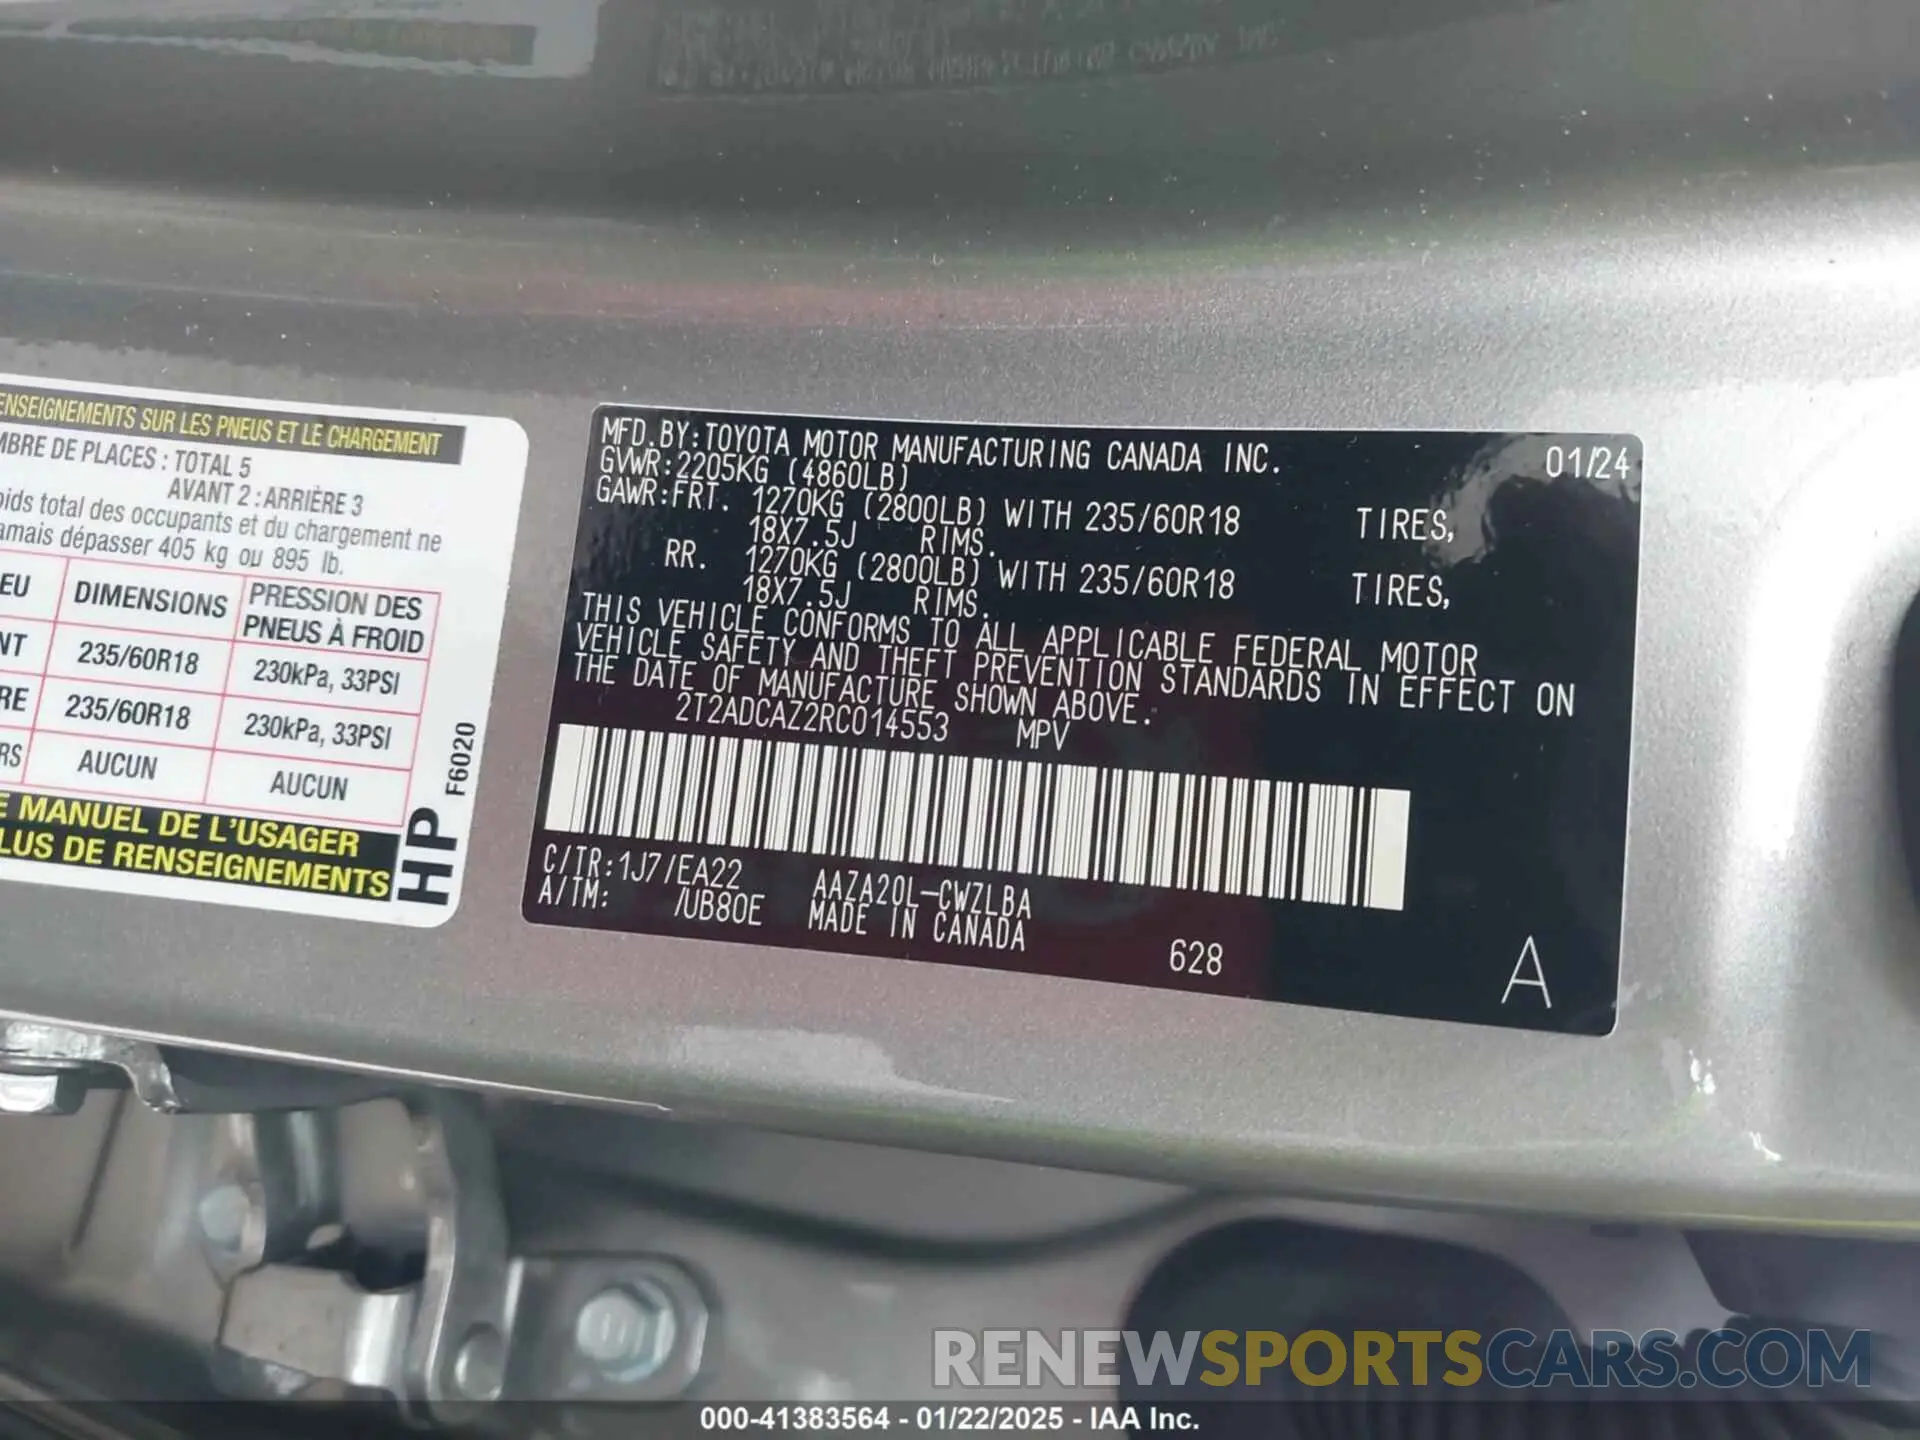 ENSEIGNEMENTS SUR LES PNEUS ET LE CHARGEMENT
MBRE DE PLACES : TOTAL 5
AVANT 2 : ARRIÈRE 3
oids total des occupants et du chargement ne
amais dépasser 405 kg ou 895 lb.
EU DIMENSIONS PRESSION DES PNEUS À FROID
NT 235/60R18 230kPa, 33PSI
RE 235/60R18 230kPa, 33PSI
RS AUCUN AUCUN
E MANUEL DE L'USAGER
LUS DE RENSEIGNEMENTS
HP F6020
MFD.BY:TOYOTA MOTOR MANUFACTURING CANADA INC. 01/24
GVWR:2205KG (4860LB)
GAWR:FRT. 1270KG (2800LB) WITH 235/60R18 TIRES,
18X7.5J RIMS.
RR. 1270KG (2800LB) WITH 235/60R18 TIRES,
18X7.5J RIMS.
THIS VEHICLE CONFORMS TO ALL APPLICABLE FEDERAL MOTOR
VEHICLE SAFETY AND THEFT PREVENTION STANDARDS IN EFFECT ON
THE DATE OF MANUFACTURE SHOWN ABOVE.
2T2ADCAZ2RC014553 MPV
C/TR:1J7/EA22 AAZA20L-CWZLBA
A/TM: /UB80E MADE IN CANADA
628 A
RENEWSPORTSCARS.COM
000-41383564 - 01/22/2025 - IAA Inc.